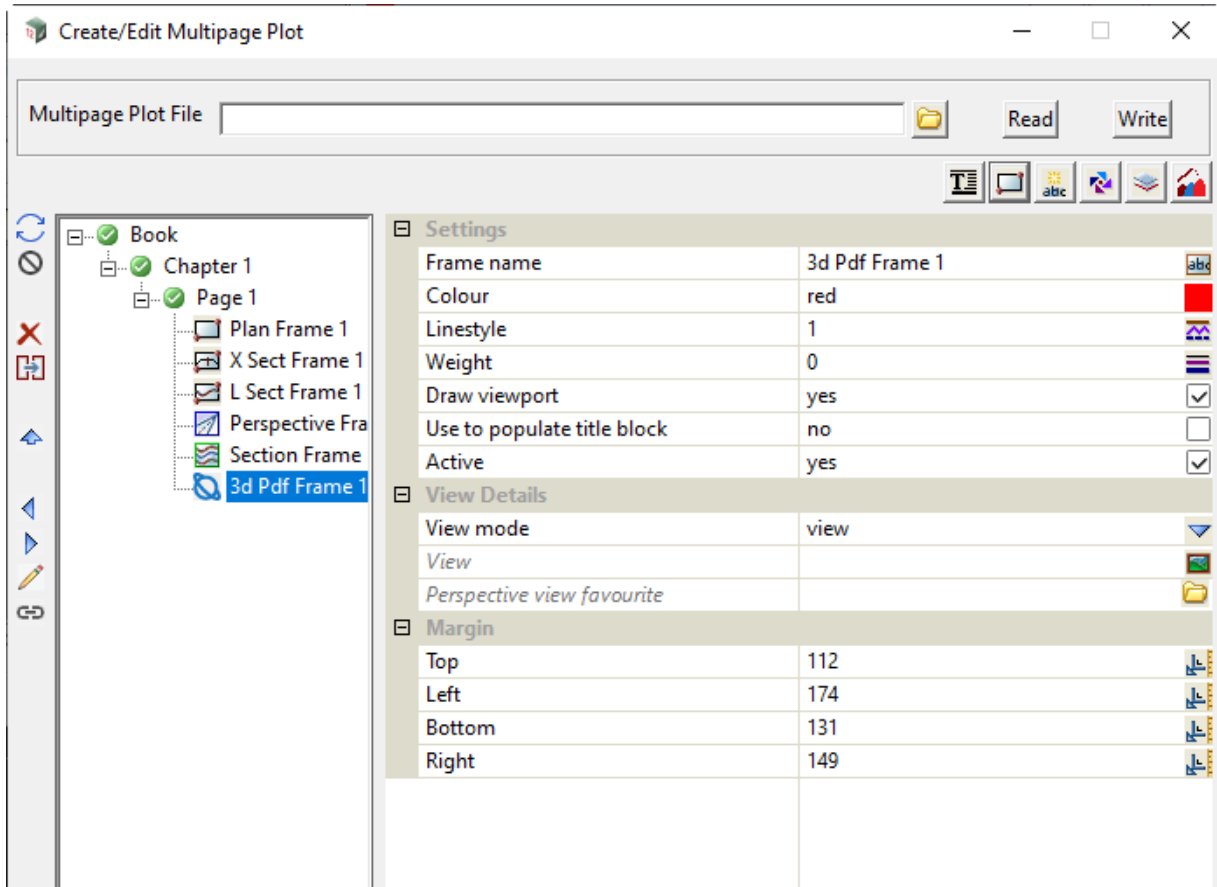 Create/Edit Multipage Plot
Multipage Plot File
Read
Write
Book
Chapter 1
Page 1
Plan Frame 1
X Sect Frame 1
L Sect Frame 1
Perspective Fra
Section Frame
3d Pdf Frame 1
Settings
Frame name 3d Pdf Frame 1
Colour red
Linestyle 1
Weight 0
Draw viewport yes
Use to populate title block no
Active yes
View Details
View mode view
View
Perspective view favourite
Margin
Top 112
Left 174
Bottom 131
Right 149